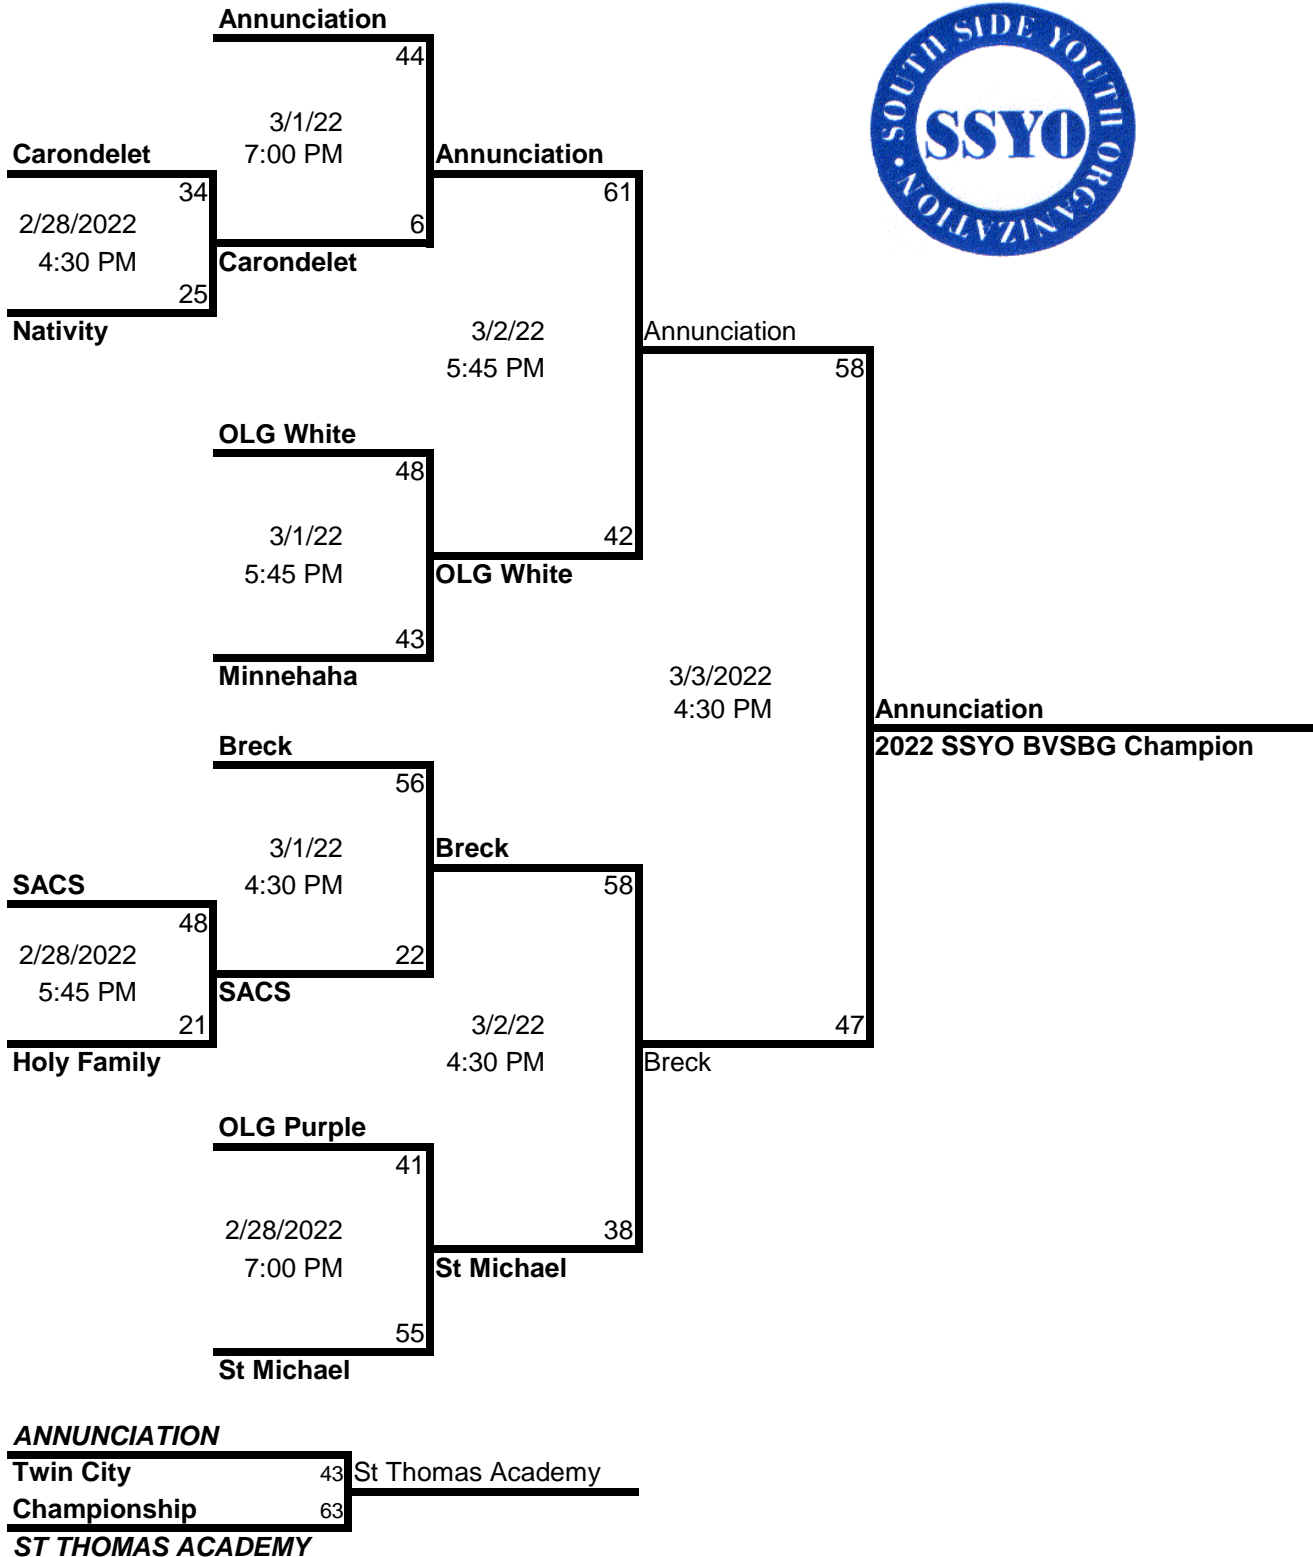 Annunciation
44
SOUTH SIDE YOUTH ORGANIZATION •
SSYO
3/1/22
7:00 PM
Carondelet
Annunciation
34
61
2/28/2022
6
4:30 PM
Carondelet
25
Nativity
3/2/22
Annunciation
5:45 PM
58
OLG White
48
3/1/22
42
5:45 PM
OLG White
43
Minnehaha
3/3/2022
4:30 PM
Annunciation
Breck
2022 SSYO BVSBG Champion
56
3/1/22
Breck
SACS
4:30 PM
58
48
2/28/2022
22
5:45 PM
SACS
21
3/2/22
47
Holy Family
4:30 PM
Breck
OLG Purple
41
2/28/2022
38
7:00 PM
St Michael
55
St Michael
ANNUNCIATION
Twin City
43
St Thomas Academy
Championship
63
ST THOMAS ACADEMY